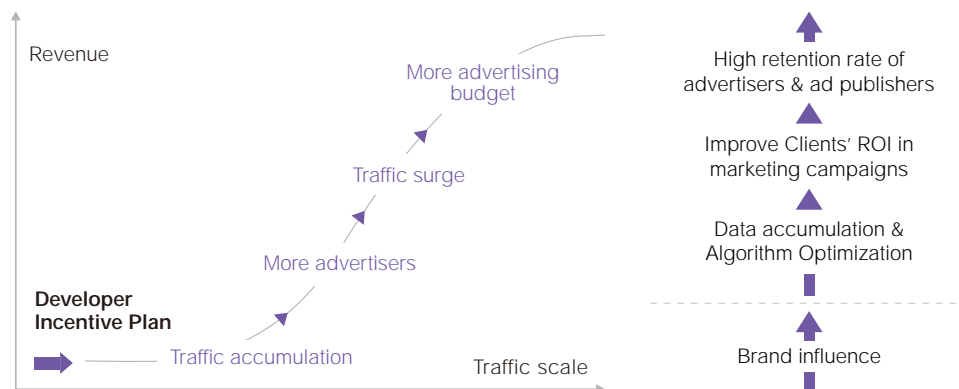 Revenue
More advertising
budget
Traffic surge
More advertisers
Developer
Incentive Plan
Traffic accumulation
Traffic scale
High retention rate of
advertisers & ad publishers
Improve Clients’ ROI in
marketing campaigns
Data accumulation &
Algorithm Optimization
Brand influence